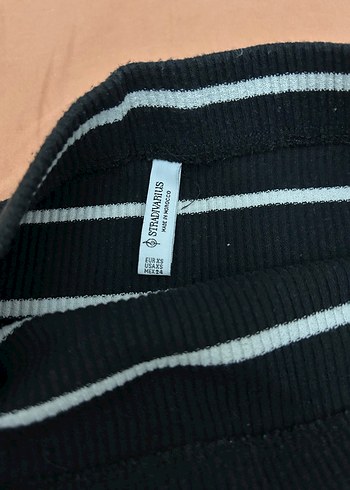 STRADIVARIUS
MADE IN MOROCCO
EUR XS
USA XS
MEX 24